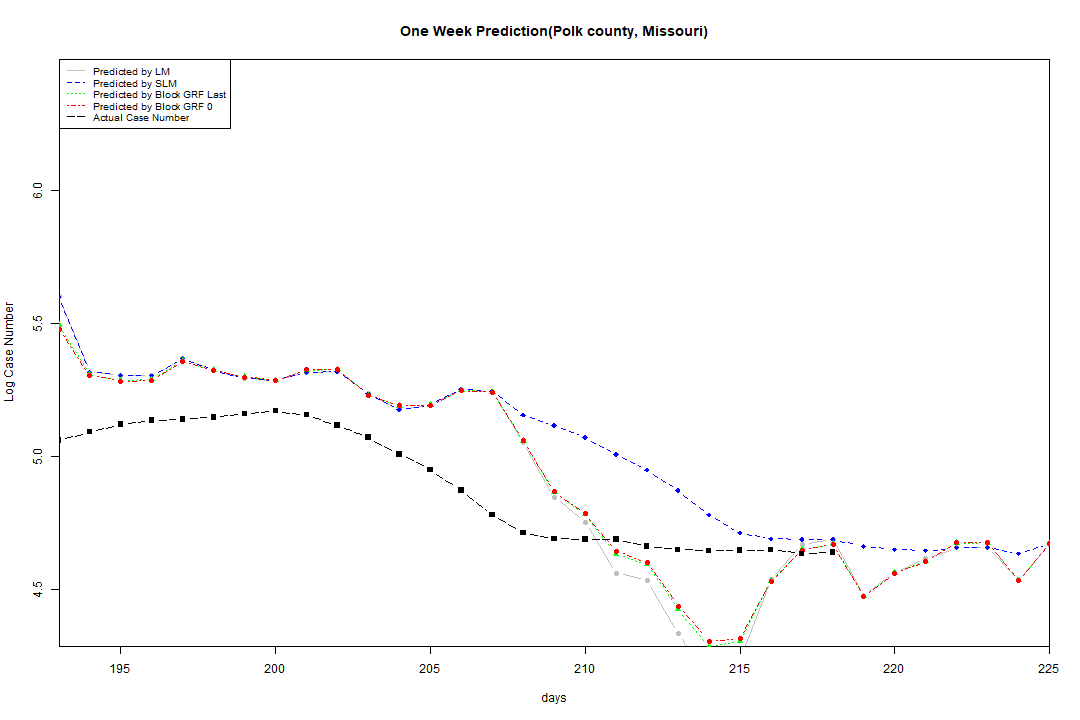 One Week Prediction(Polk county, Missouri)
Predicted by LM
Predicted by SLM
Predicted by Block GRF Last
Predicted by Block GRF 0
Actual Case Number
6.0
5.5
5.0
4.5
Log Case Number
195 200 205 210 215 220 225
days